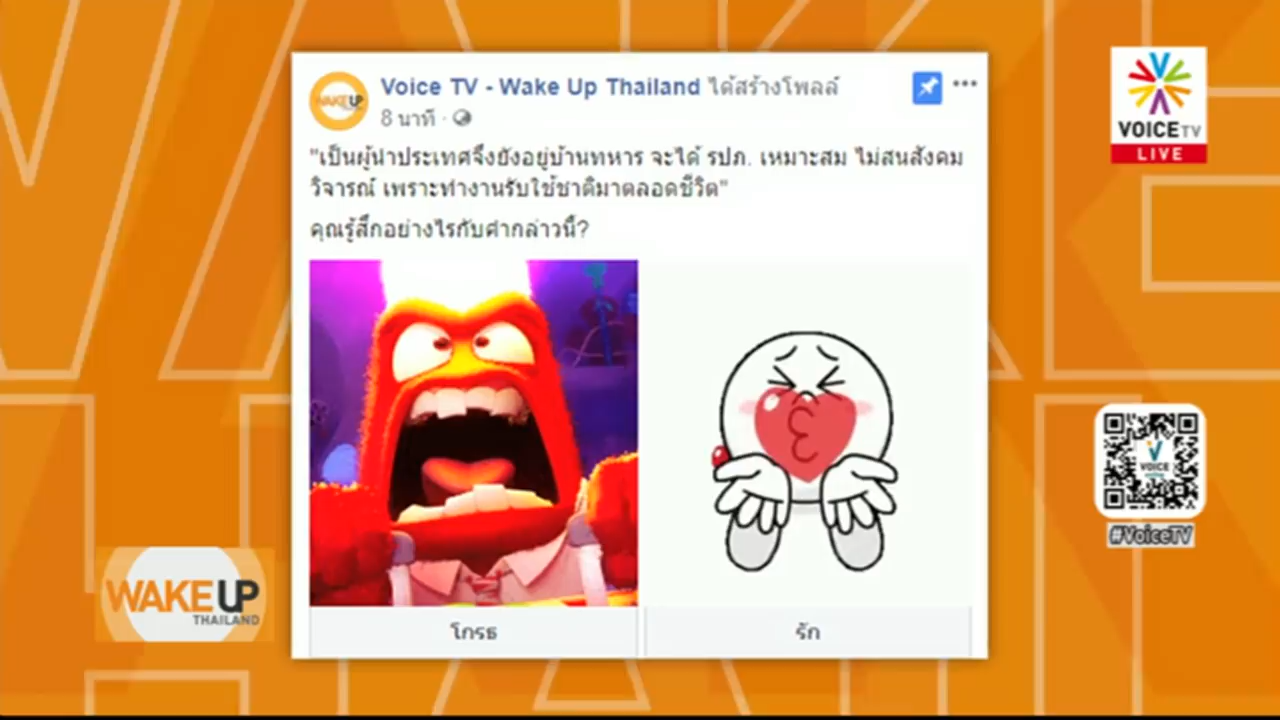 Voice TV - Wake Up Thailand ได้สร้างโพลล์
8 นาที ·
"เป็นผู้นำประเทศจึงยังอยู่บ้านทหาร จะได้ รปภ. เหมาะสม ไม่สนสังคม
วิจารณ์ เพราะทำงานรับใช้ชาติมาตลอดชีวิต"
คุณรู้สึกอย่างไรกับคำกล่าวนี้?
โกรธ
รัก
WAKE UP
VOICE TV
LIVE
VOICE
#VoiceTV
WAKE UP
THAILAND